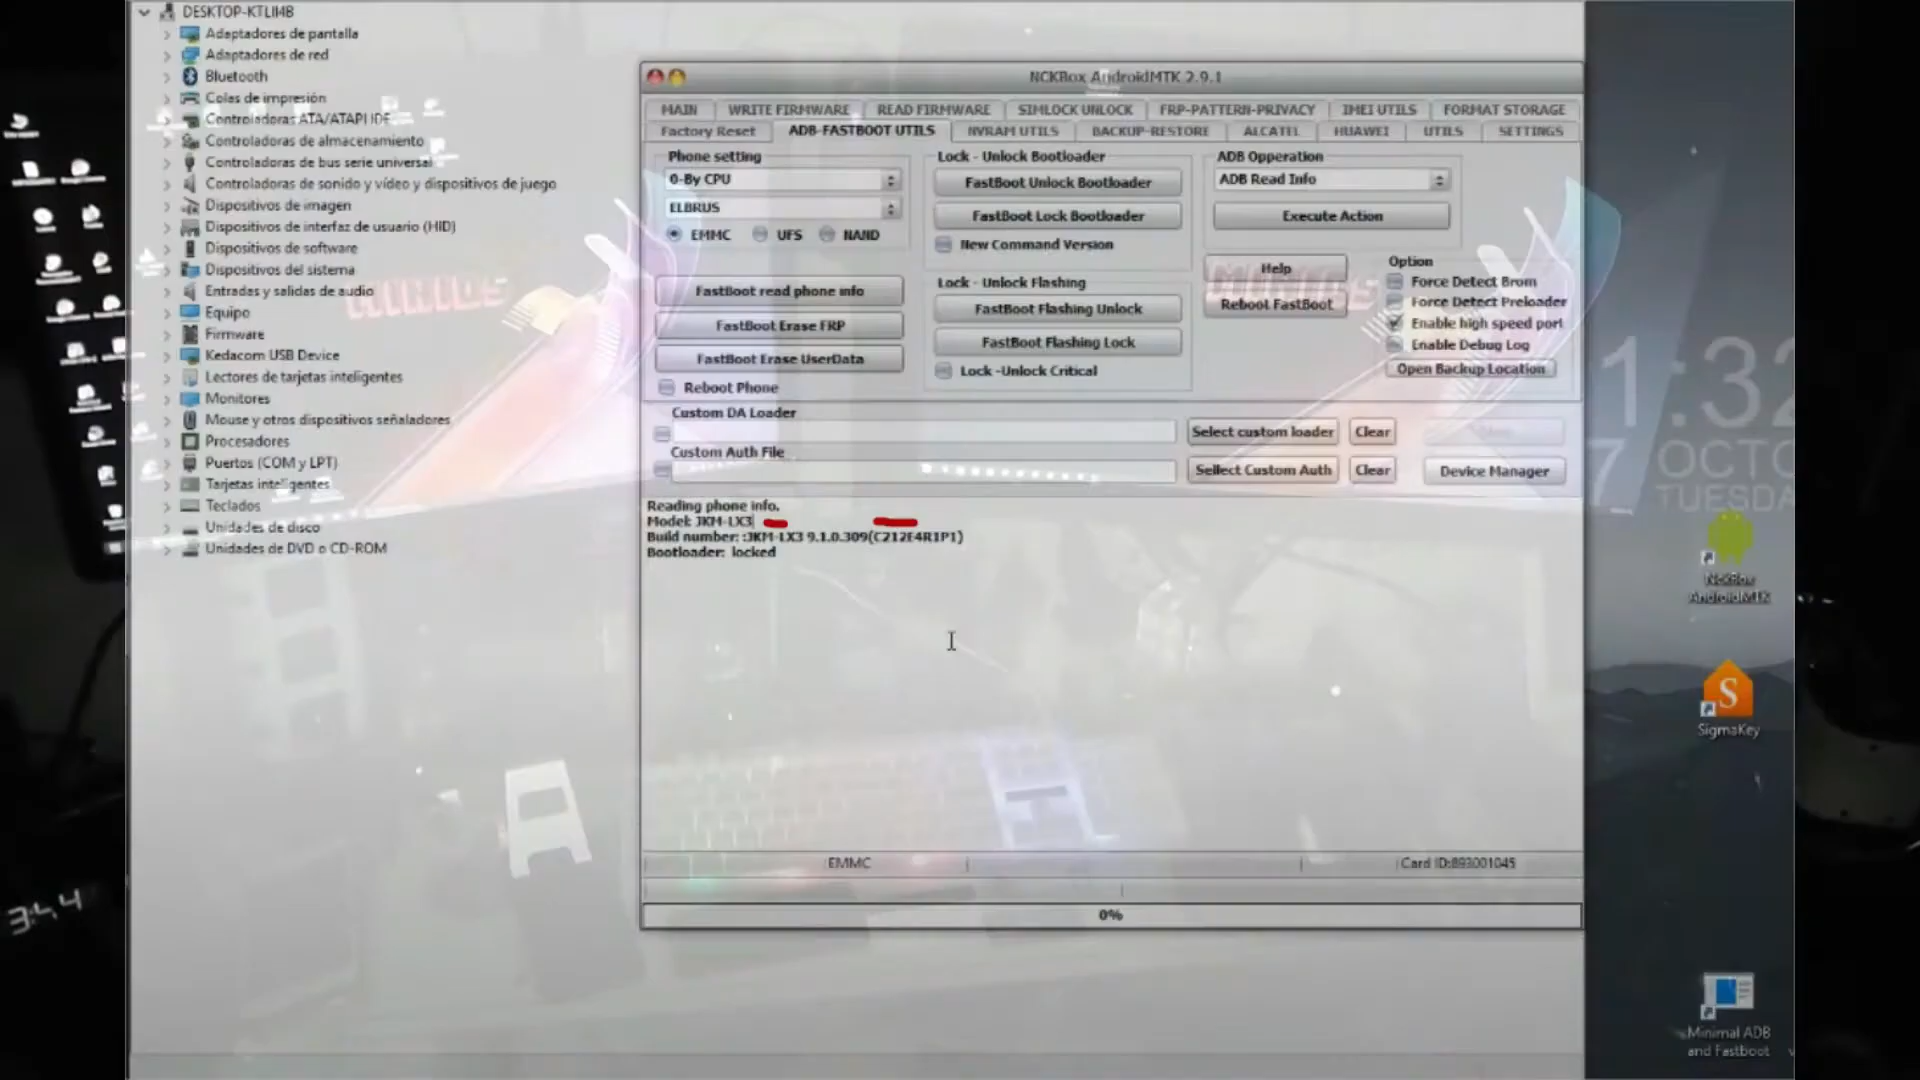 DESKTOP-KTLII4B
Adaptadores de pantalla
Adaptadores de red
Bluetooth
Colas de impresión
Controladoras ATA/ATAPI IDE
Controladoras de almacenamiento
Controladoras de bus serie universal
Controladoras de sonido y vídeo y dispositivos de juego
Dispositivos de imagen
Dispositivos de interfaz de usuario (HID)
Dispositivos de software
Dispositivos del sistema
Entradas y salidas de audio
Equipo
Firmware
Kedacom USB Device
Lectores de tarjetas inteligentes
Monitores
Mouse y otros dispositivos señaladores
Procesadores
Puertos (COM y LPT)
Tarjetas inteligentes
Teclados
Unidades de disco
Unidades de DVD o CD-ROM
NCKBox AndroidMTK 2.9.1
MAIN WRITE FIRMWARE READ FIRMWARE SIMLOCK UNLOCK FRP-PATTERN-PRIVACY IMEI UTILS FORMAT STORAGE
Factory Reset ADB-FASTBOOT UTILS NVRAM UTILS BACKUP-RESTORE ALCATEL HUAWEI UTILS SETTINGS
Phone setting
0-By CPU
ELBRUS
EMMC UFS NAND
FastBoot read phone info
FastBoot Erase FRP
FastBoot Erase UserData
Reboot Phone
Lock - Unlock Bootloader
FastBoot Unlock Bootloader
FastBoot Lock Bootloader
New Command Version
Lock - Unlock Flashing
FastBoot Flashing Unlock
FastBoot Flashing Lock
Lock -Unlock Critical
ADB Opperation
ADB Read Info
Execute Action
Help
Reboot FastBoot
Option
Force Detect Brom
Force Detect Preloader
Enable high speed port
Enable Debug Log
Open Backup Location
Custom DA Loader
Select custom loader Clear
Custom Auth File
Sellect Custom Auth Clear Device Manager
Reading phone info.
Model: JKM-LX3
Build number: :JKM-LX3 9.1.0.309(C212E4R1P1)
Bootloader: locked
EMMC Card ID:893001045
0%
1:32
7 OCTO
TUESDA
NckBox
AndroidMTK
SigmaKey
Minimal ADB
and Fastboot